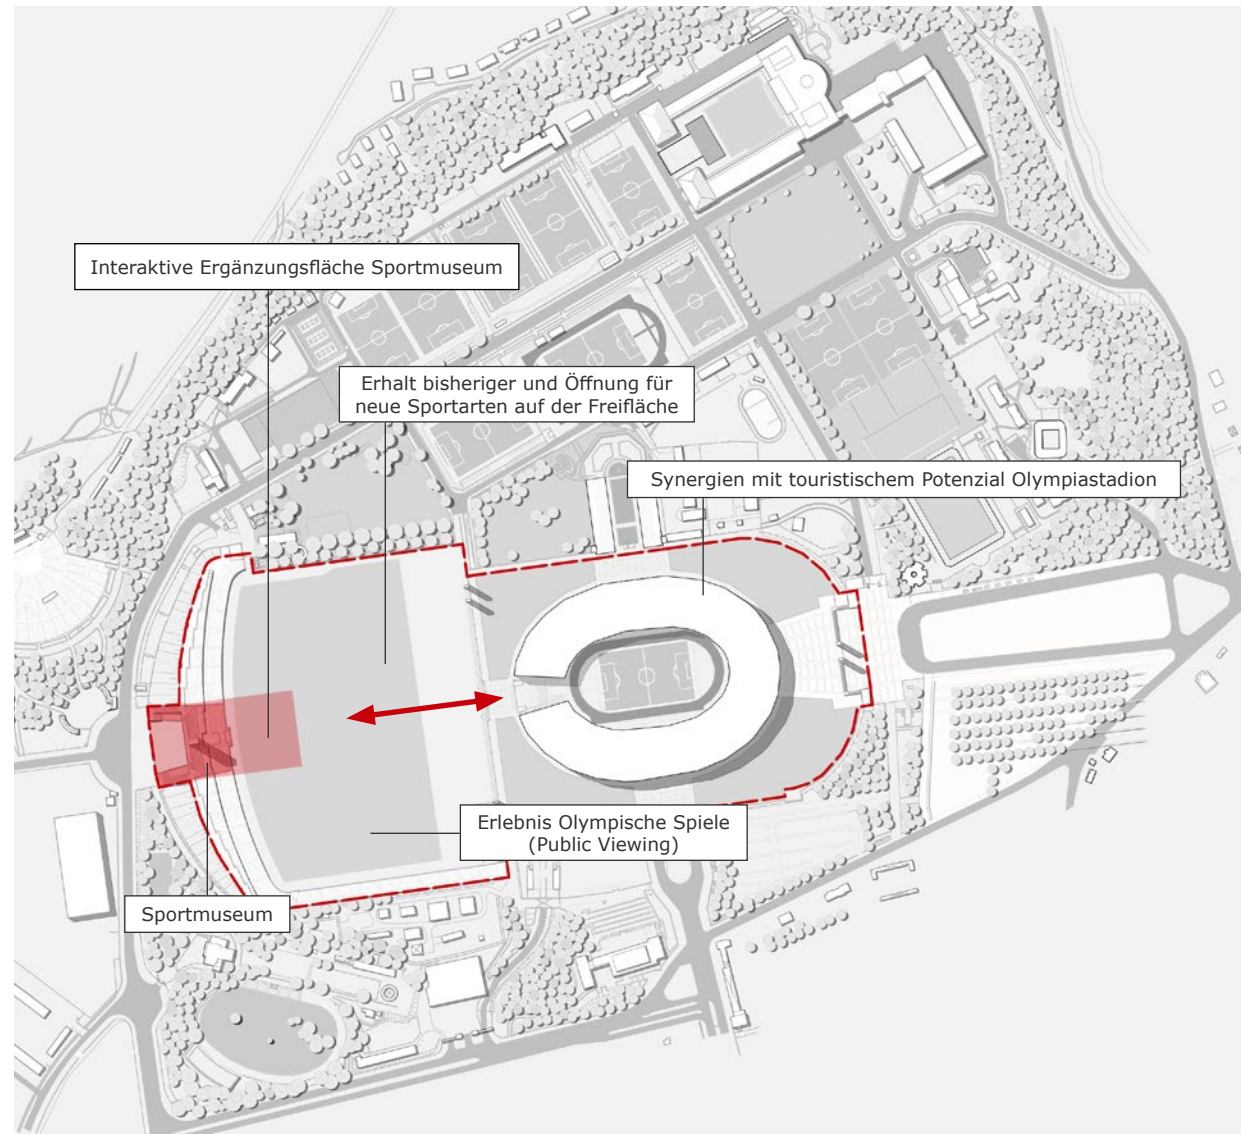 Interaktive Ergänzungsfläche Sportmuseum
Erhalt bisheriger und Öffnung für
neue Sportarten auf der Freifläche
Synergien mit touristischem Potenzial Olympiastadion
Erlebnis Olympische Spiele
(Public Viewing)
Sportmuseum